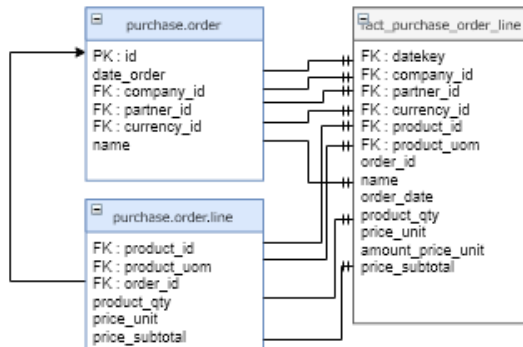 purchase.order
PK : id
date_order
FK : company_id
FK : partner_id
FK : currency_id
name
purchase.order.line
FK : product_id
FK : product_uom
FK : order_id
product_qty
price_unit
price_subtotal
fact_purchase_order_line
FK : datekey
FK : company_id
FK : partner_id
FK : currency_id
FK : product_id
FK : product_uom
order_id
name
order_date
product_qty
price_unit
amount_price_unit
price_subtotal